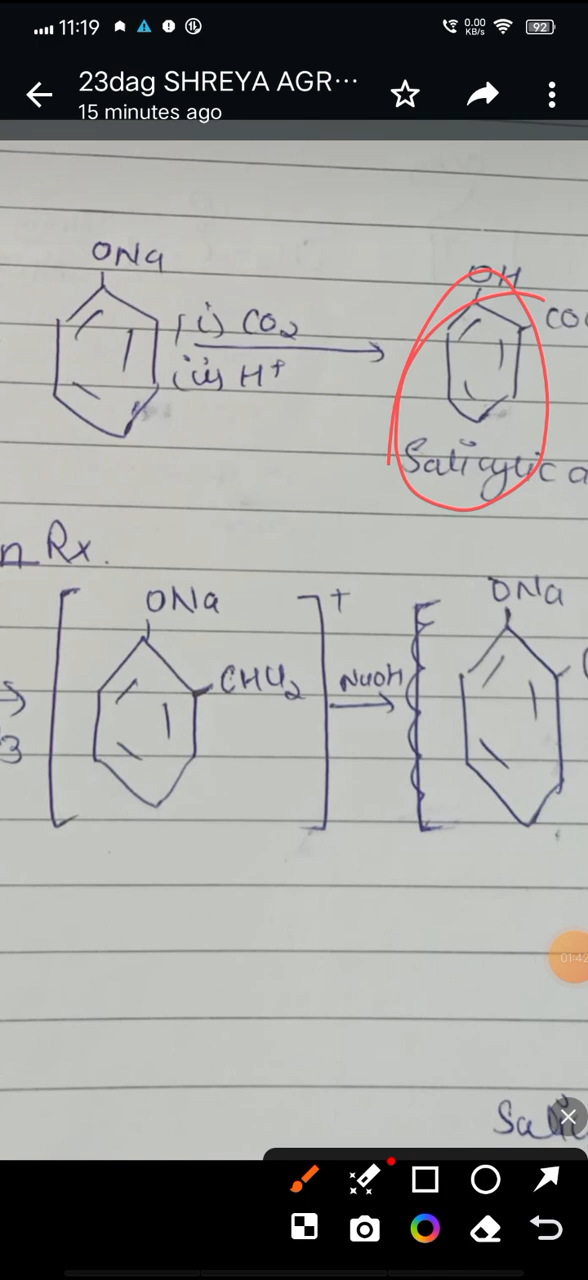 11:19
0.00 KB/s
92
23dag SHREYA AGR...
15 minutes ago
ONa
OH
(i) CO2
(ii) H+
Salicylic a
n Rx.
ONa
+
ONa
CHCl2
NaOH
3
01:42